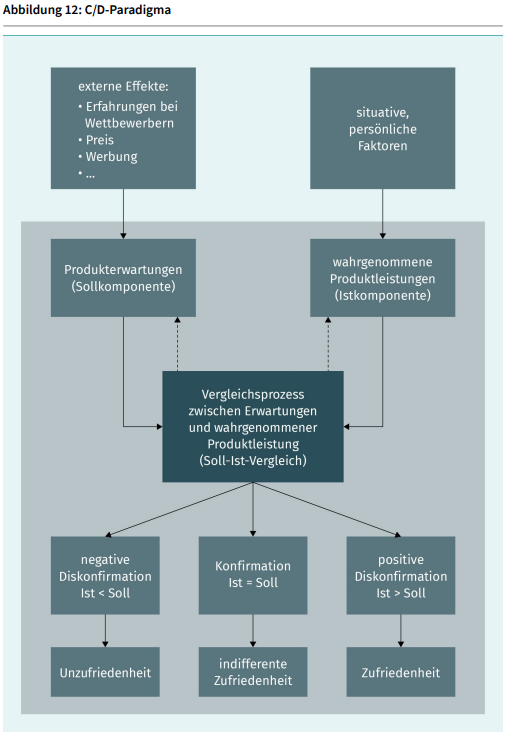 Abbildung 12: C/D-Paradigma
externe Effekte:
• Erfahrungen bei
Wettbewerbern
• Preis
• Werbung
• ...
situative,
persönliche
Faktoren
Produkterwartungen
(Sollkomponente)
wahrgenommene
Produktleistungen
(Istkomponente)
Vergleichsprozess
zwischen Erwartungen
und wahrgenommener
Produktleistung
(Soll-Ist-Vergleich)
negative
Diskonfirmation
Ist < Soll
Konfirmation
Ist = Soll
positive
Diskonfirmation
Ist > Soll
Unzufriedenheit
indifferente
Zufriedenheit
Zufriedenheit